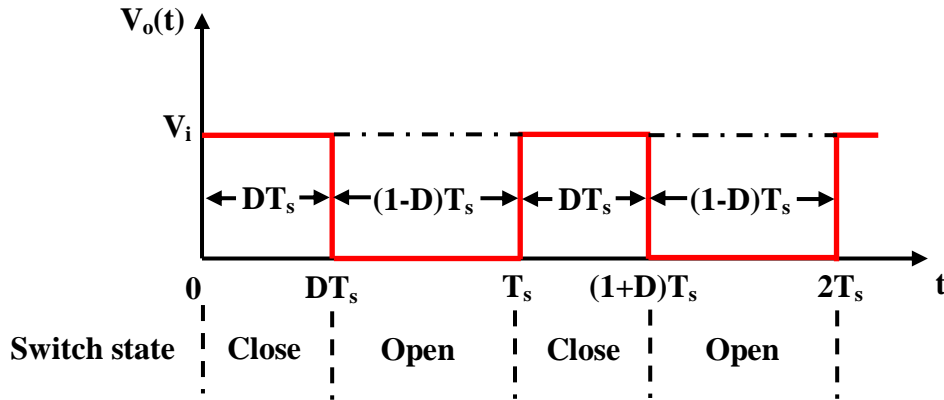 Vₒ(t)
Vᵢ
DTₛ (1-D)Tₛ DTₛ (1-D)Tₛ
0 DTₛ Tₛ (1+D)Tₛ 2Tₛ t
Switch state Close Open Close Open